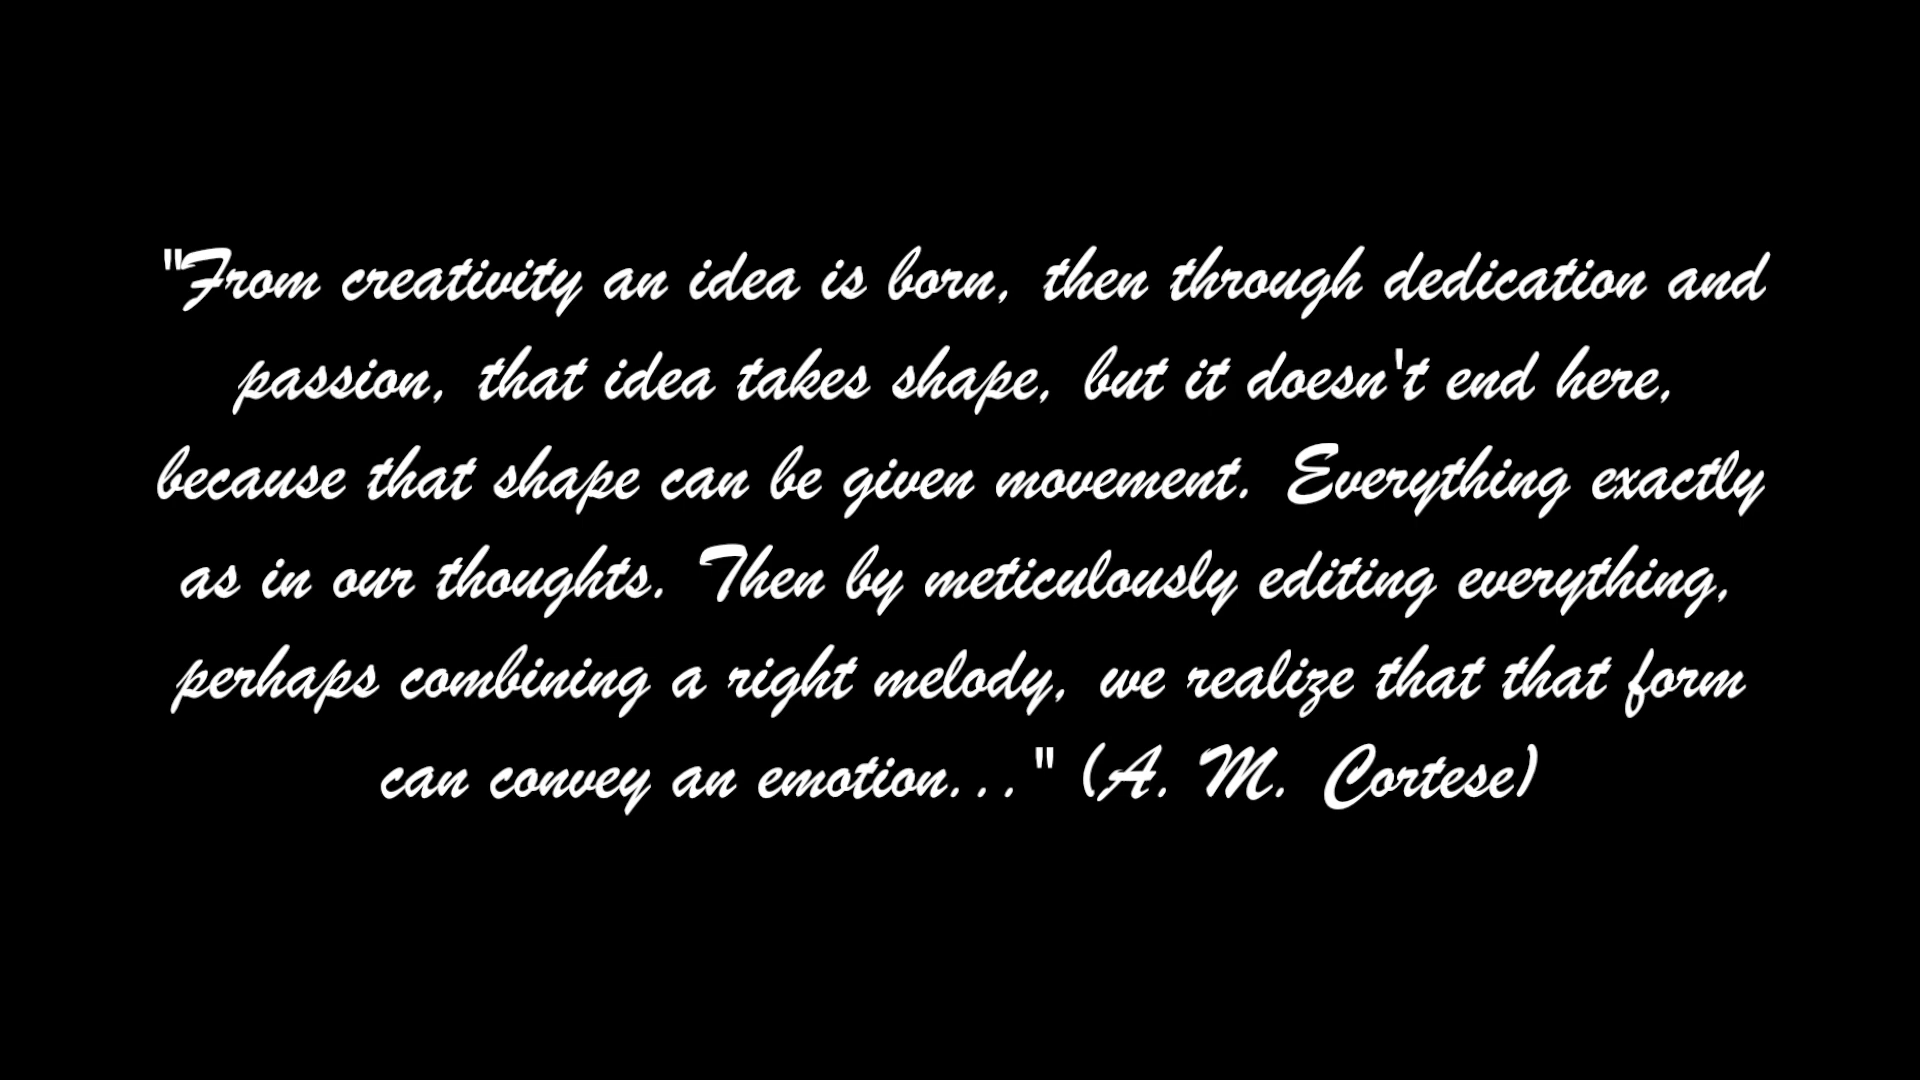 "From creativity an idea is born, then through dedication and
passion, that idea takes shape, but it doesn't end here,
because that shape can be given movement. Everything exactly
as in our thoughts. Then by meticulously editing everything,
perhaps combining a right melody, we realize that that form
can convey an emotion..." (A. M. Cortese)